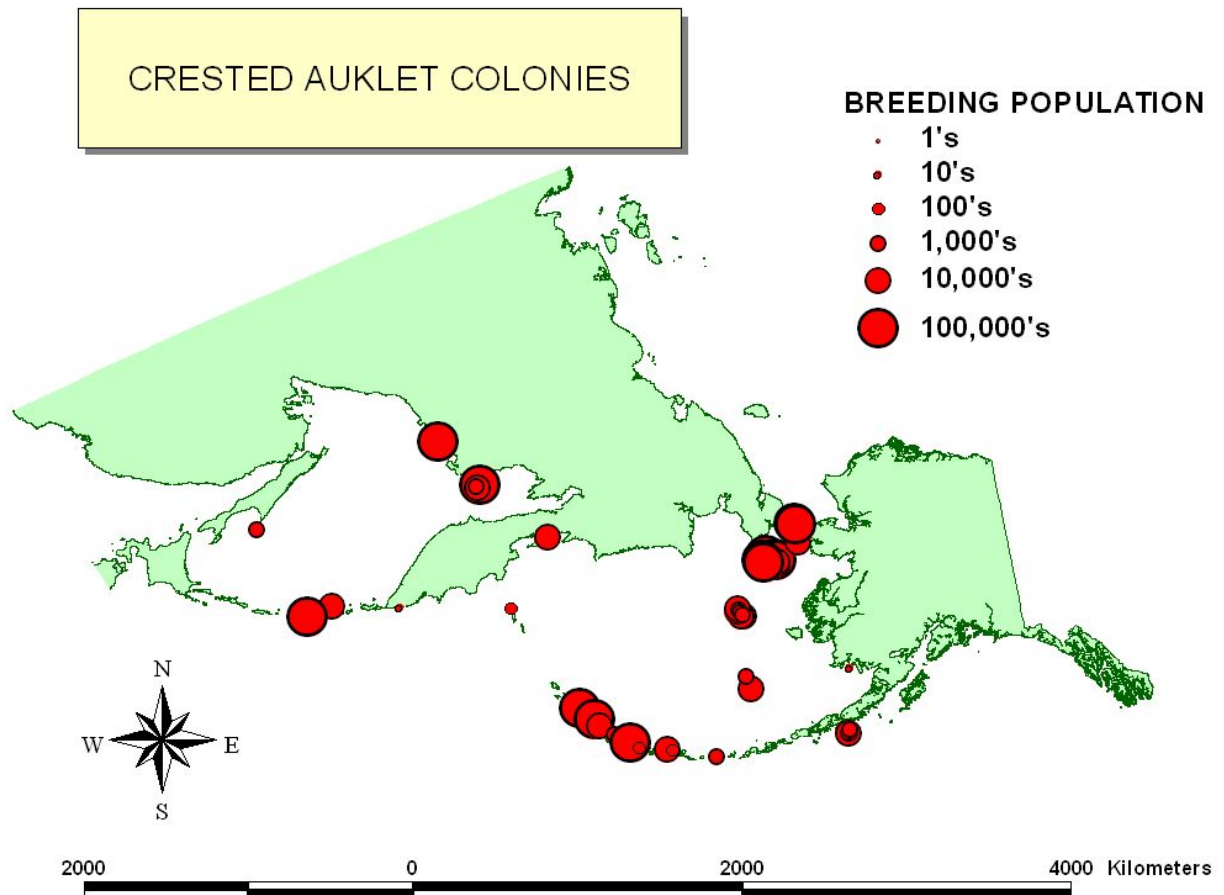 CRESTED AUKLET COLONIES
BREEDING POPULATION
1's
10's
100's
1,000's
10,000's
100,000's
N
W E
S
2000 0 2000 4000 Kilometers